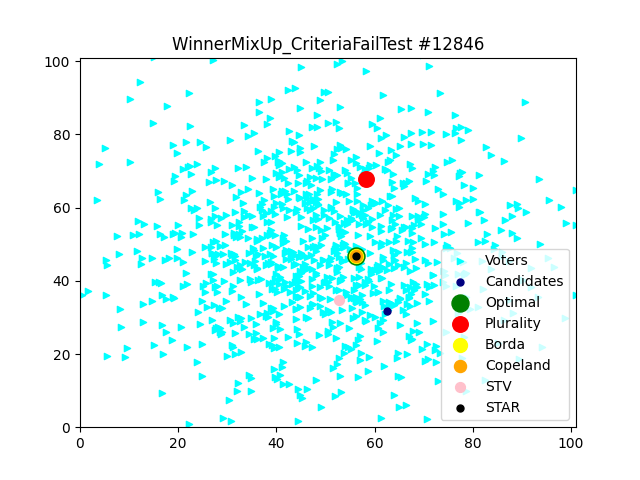 WinnerMixUp_CriteriaFailTest #12846
100
80
60
40
20
0
0
20
40
60
80
100
Voters
Candidates
Optimal
Plurality
Borda
Copeland
STV
STAR